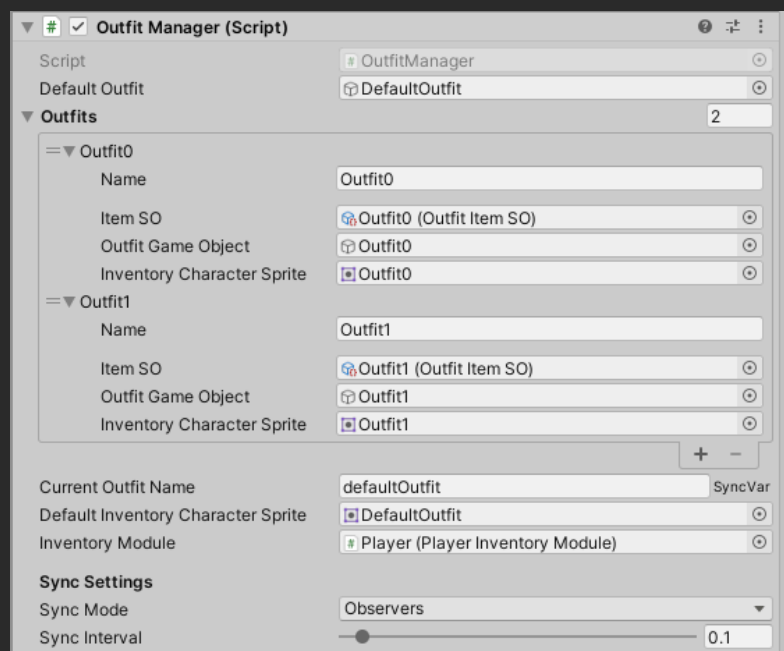 Outfit Manager (Script)
Script OutfitManager
Default Outfit DefaultOutfit
Outfits 2
Outfit0
Name Outfit0
Item SO Outfit0 (Outfit Item SO)
Outfit Game Object Outfit0
Inventory Character Sprite Outfit0
Outfit1
Name Outfit1
Item SO Outfit1 (Outfit Item SO)
Outfit Game Object Outfit1
Inventory Character Sprite Outfit1
Current Outfit Name defaultOutfit SyncVar
Default Inventory Character Sprite DefaultOutfit
Inventory Module Player (Player Inventory Module)
Sync Settings
Sync Mode Observers
Sync Interval 0.1